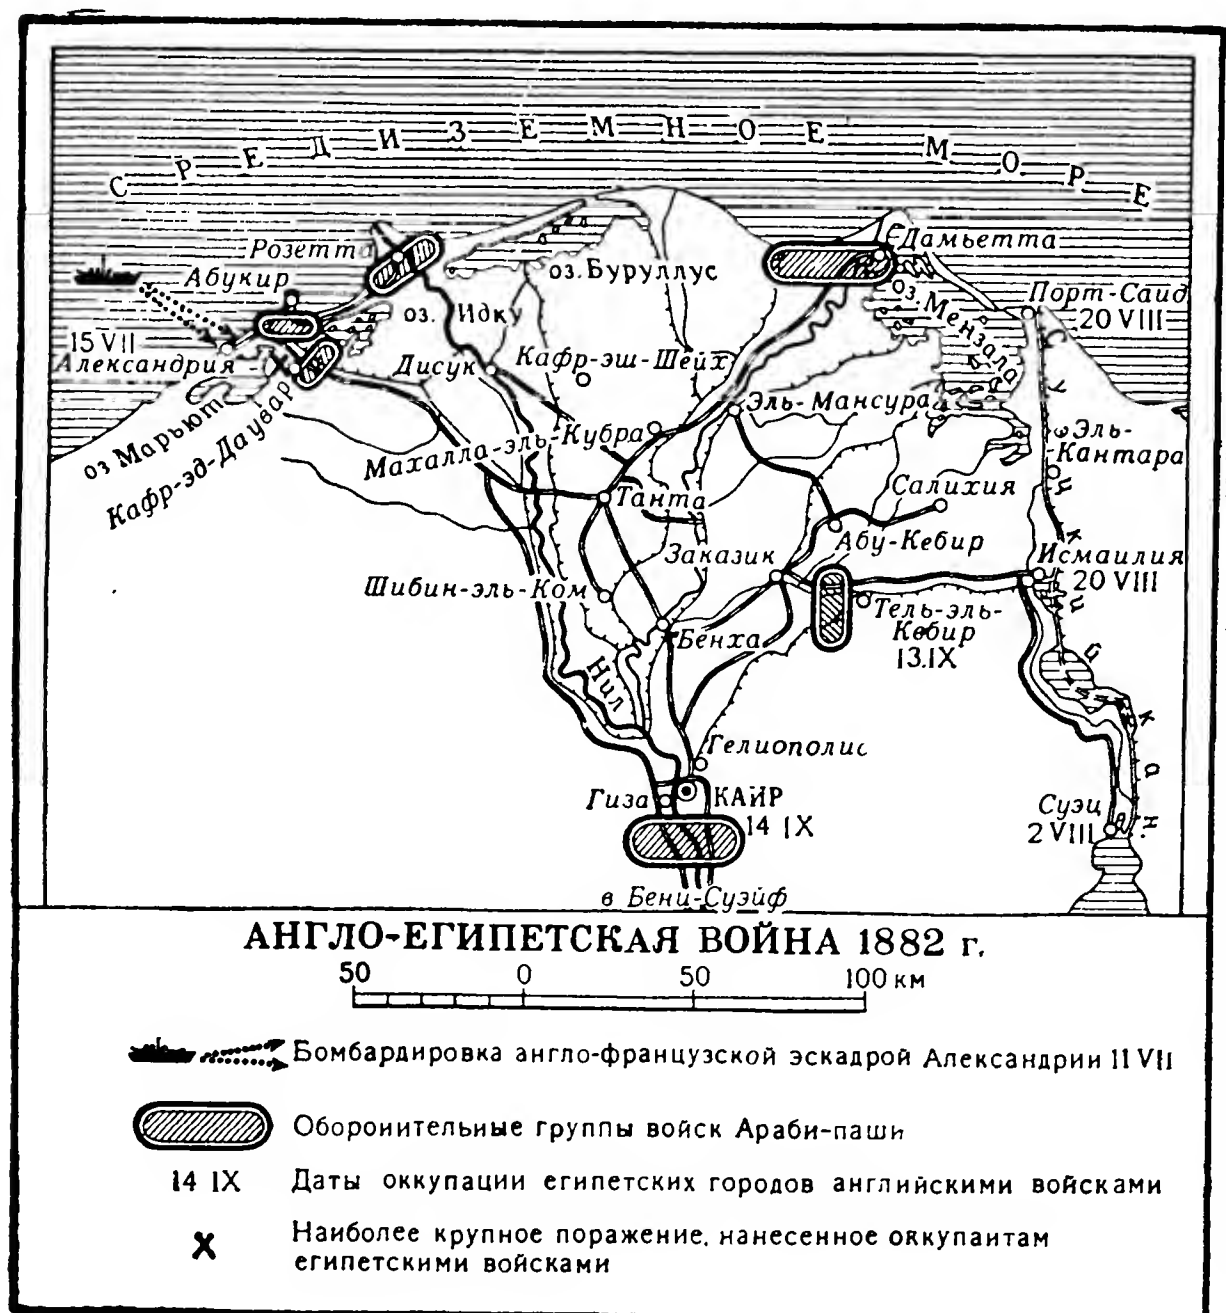 СРЕДИЗЕМНОЕ МОРЕ
Розетта
Абукир
оз. Буруллус
Дамьетта
оз. Идку
оз. Мензала
Порт-Саид
20 VIII
15 VII
Александрия
Дисук
Кафр-эш-Шейх
Эль-Мансура
оз Марьют
Кафр-эд-Даувар
Махалла-эль-Кубра
Эль-
Кантара
Танта
Салихия
Абу-Кебир
Заказик
Исмаилия
20 VIII
Шибин-эль-Ком
Тель-эль-
Кебир
13.IX
Бенха
Нил
Суэцкий кан.
Гелиополис
Гиза
КАИР
14 IX
Суэц
2 VIII
в Бени-Суэйф
АНГЛО-ЕГИПЕТСКАЯ ВОЙНА 1882 г.
50 0 50 100 км
Бомбардировка англо-французской эскадрой Александрии 11 VII
Оборонительные группы войск Араби-паши
14 IX Даты оккупации египетских городов английскими войсками
X Наиболее крупное поражение, нанесенное оккупантам
египетскими войсками